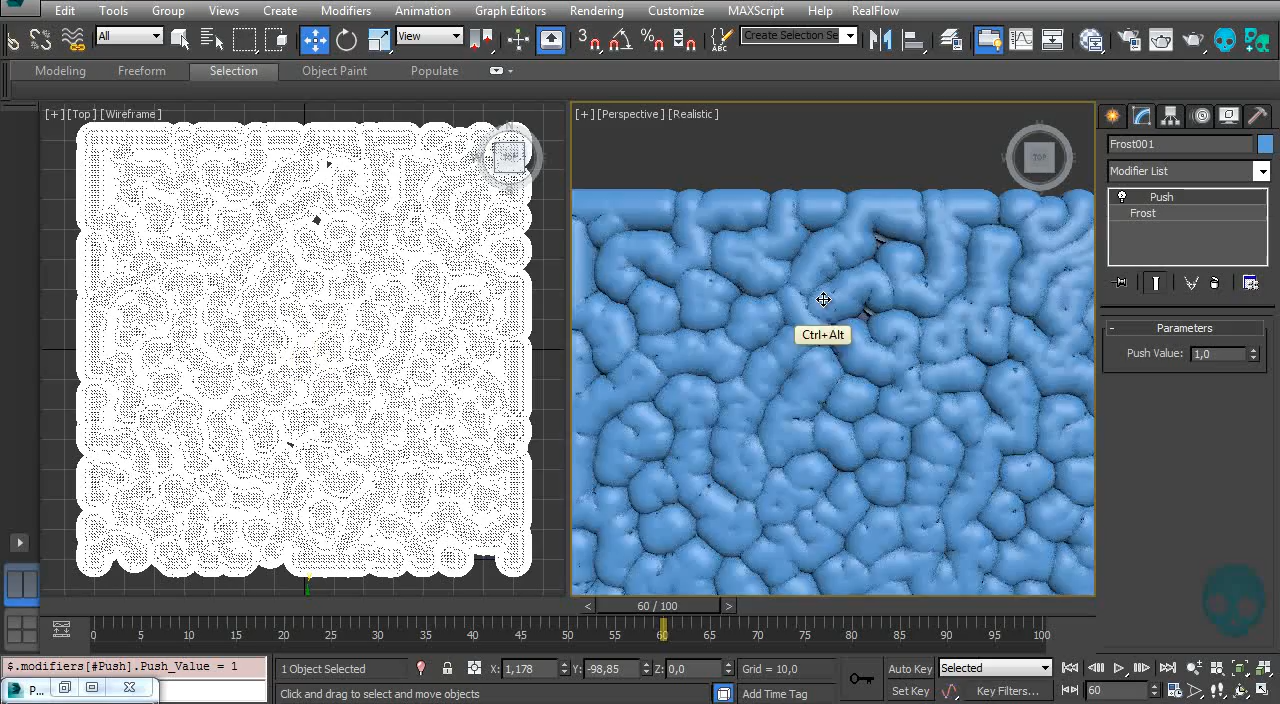 Edit Tools Group Views Create Modifiers Animation Graph Editors Rendering Customize MAXScript Help RealFlow
All View 3 Create Selection Se
Modeling Freeform Selection Object Paint Populate
[+] [Top] [Wireframe]
TOP
[+] [Perspective] [Realistic]
N
W E
TOP
Frost001
Modifier List
Push
Frost
- Parameters
Push Value: 1,0
Ctrl+Alt
< 60 / 100 >
0 5 10 15 20 25 30 35 40 45 50 55 60 65 70 75 80 85 90 95 100
$.modifiers[#Push].Push_Value = 1
1 Object Selected X: 1,178 Y: -98,85 Z: 0,0 Grid = 10,0 Auto Key Selected
P...
Click and drag to select and move objects Add Time Tag Set Key Key Filters... 60